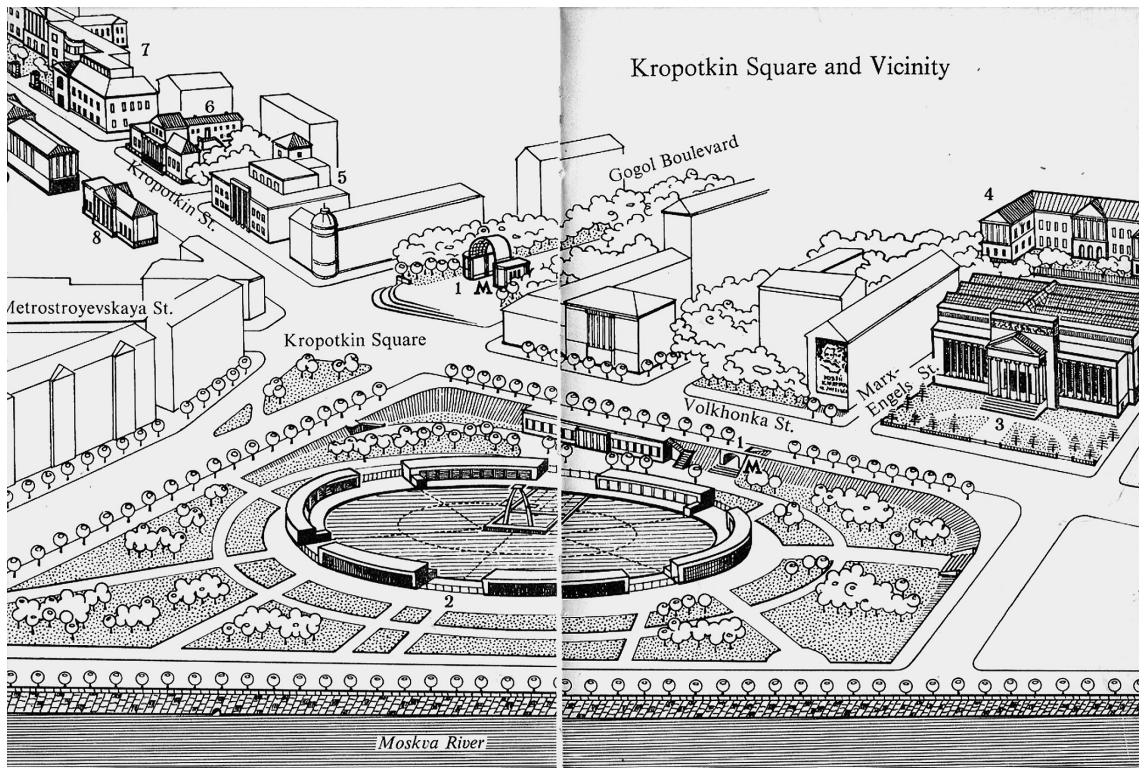 Kropotkin Square and Vicinity
7
6
5
Kropotkin St.
8
Gogol Boulevard
4
1 M
Metrostroyevskaya St.
Kropotkin Square
Marx-
Engels St.
Volkhonka St.
3
1
M
2
Moskva River